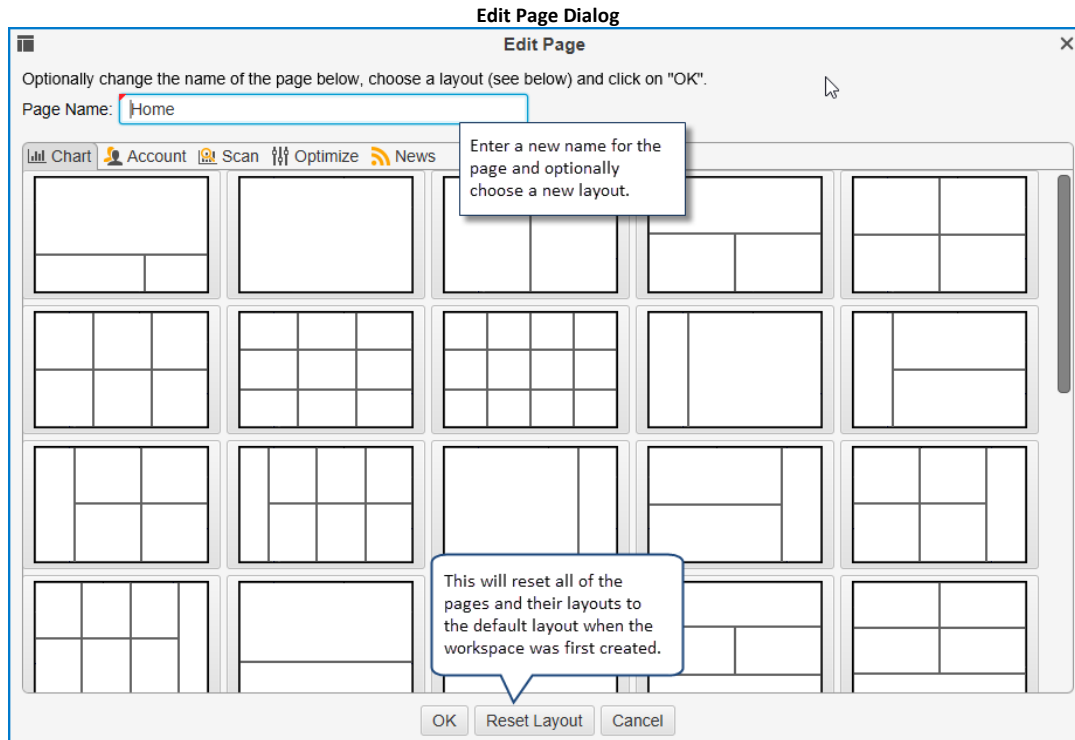 Edit Page Dialog
Edit Page
Optionally change the name of the page below, choose a layout (see below) and click on "OK".
Page Name: Home
Enter a new name for the
page and optionally
choose a new layout.
Chart Account Scan Optimize News
This will reset all of the
pages and their layouts to
the default layout when the
workspace was first created.
OK Reset Layout Cancel